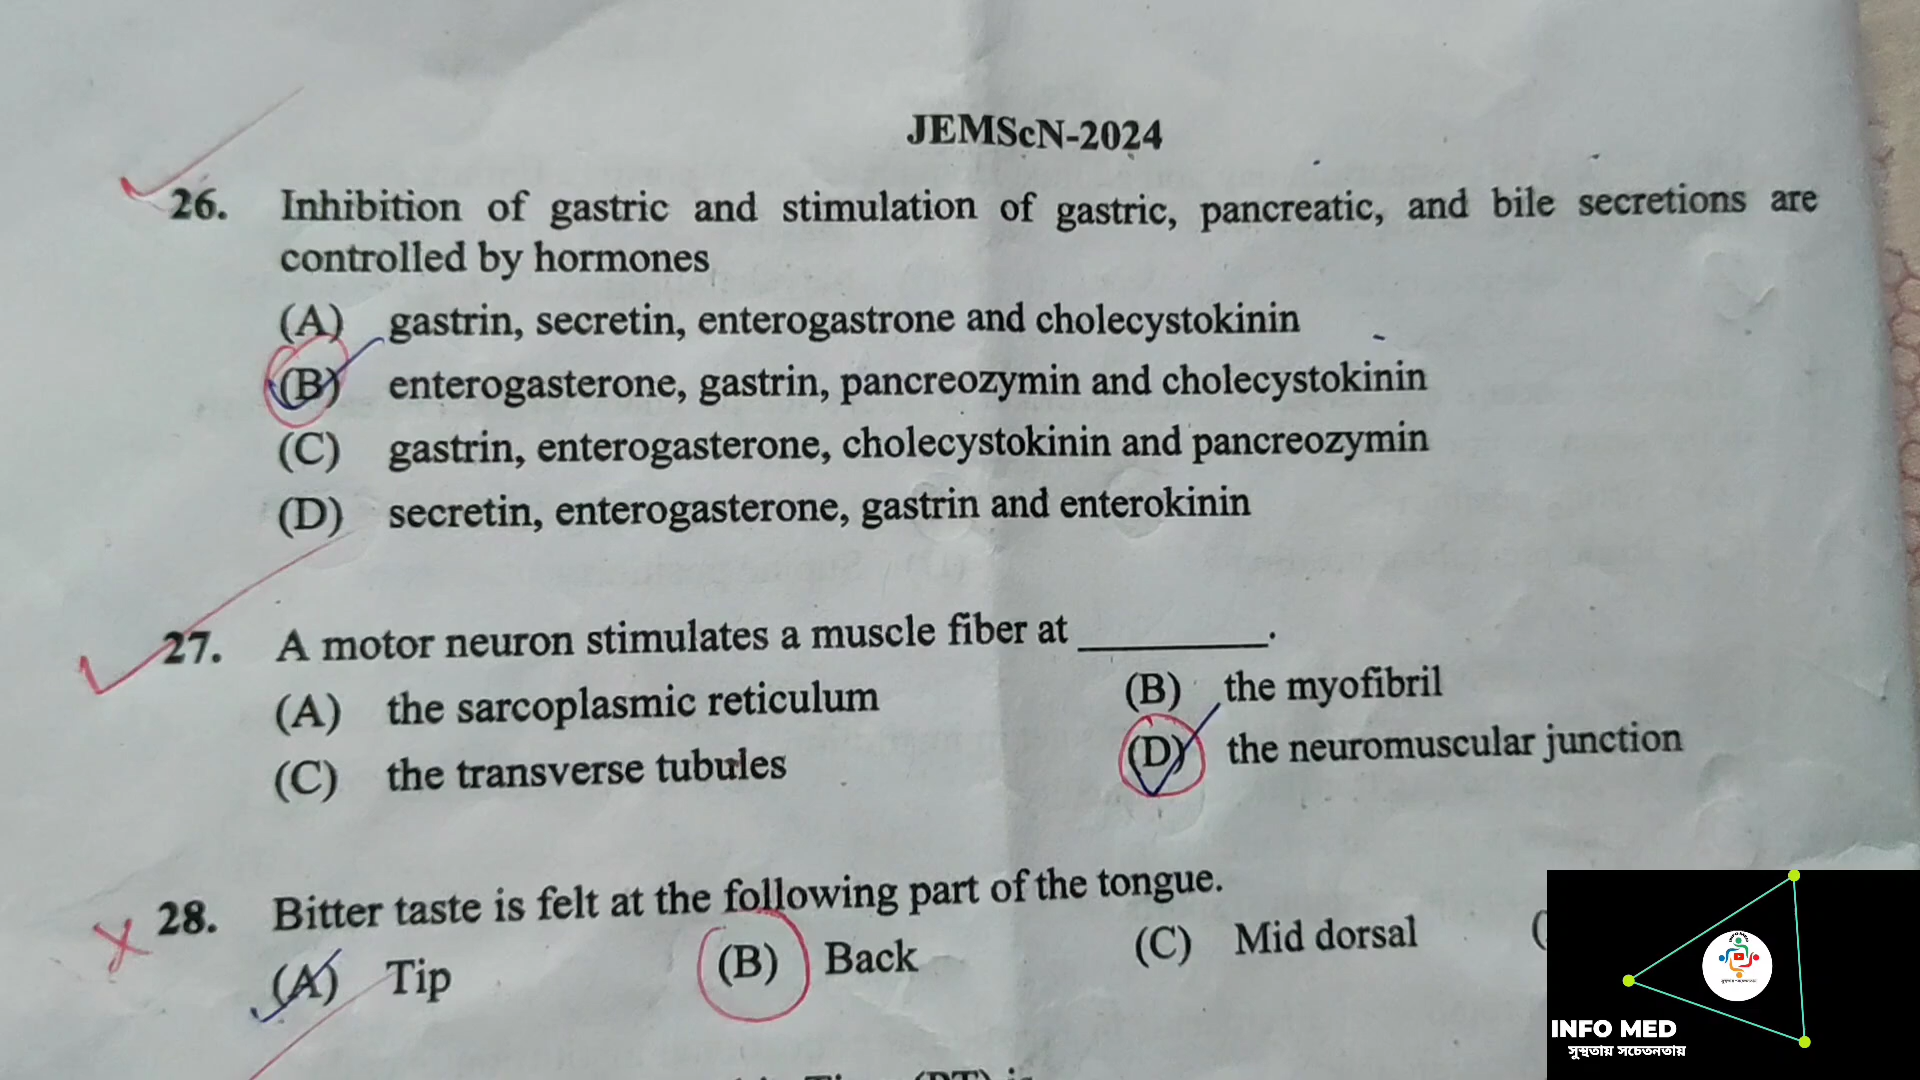 JEMScN-2024
26. Inhibition of gastric and stimulation of gastric, pancreatic, and bile secretions are
controlled by hormones
(A) gastrin, secretin, enterogastrone and cholecystokinin
(B) enterogasterone, gastrin, pancreozymin and cholecystokinin
(C) gastrin, enterogasterone, cholecystokinin and pancreozymin
(D) secretin, enterogasterone, gastrin and enterokinin
27. A motor neuron stimulates a muscle fiber at ________.
(A) the sarcoplasmic reticulum (B) the myofibril
(C) the transverse tubules (D) the neuromuscular junction
28. Bitter taste is felt at the following part of the tongue.
(A) Tip (B) Back (C) Mid dorsal (
INFO MED
সুস্থতায় সচেতনতায়